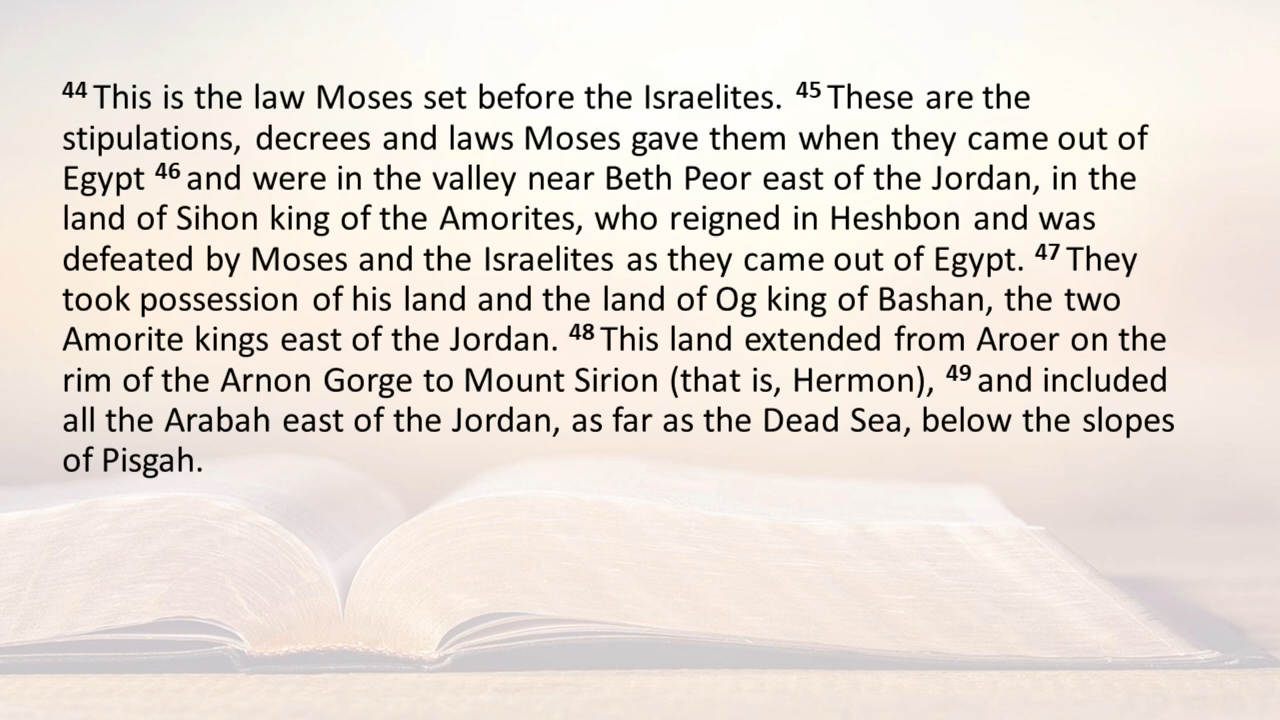 44 This is the law Moses set before the Israelites. 45 These are the
stipulations, decrees and laws Moses gave them when they came out of
Egypt 46 and were in the valley near Beth Peor east of the Jordan, in the
land of Sihon king of the Amorites, who reigned in Heshbon and was
defeated by Moses and the Israelites as they came out of Egypt. 47 They
took possession of his land and the land of Og king of Bashan, the two
Amorite kings east of the Jordan. 48 This land extended from Aroer on the
rim of the Arnon Gorge to Mount Sirion (that is, Hermon), 49 and included
all the Arabah east of the Jordan, as far as the Dead Sea, below the slopes
of Pisgah.